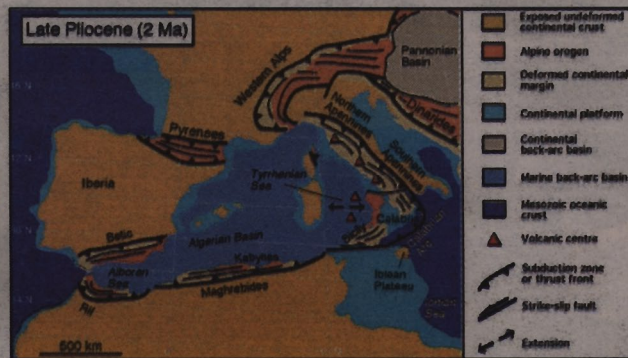 Late Pliocene (2 Ma)
Pannonian
Basin
Western Alps
Dinarides
Northern
Apennines
Southern
Apennines
Pyrenees
Iberia
Tyrrhenian
Sea
Calabria
Algerian Basin
Betic
Alboran
Sea
Rif
Kabylies
Maghrebides
Iblean
Plateau
Ionian
Sea
500 km
Exposed undeformed
continental crust
Alpine orogen
Deformed continental
margin
Continental platform
Continental
back-arc basin
Marine back-arc basin
Mesozoic oceanic
crust
Volcanic centre
Subduction zone
or thrust front
Strike-slip fault
Extension